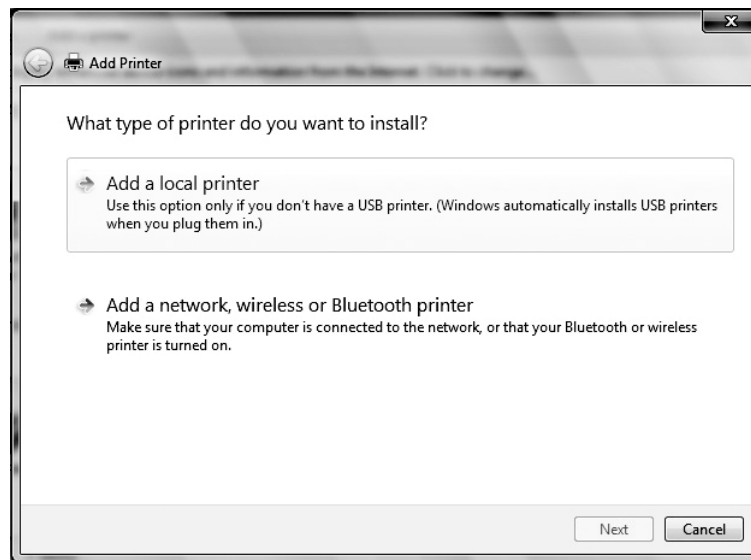 Add Printer
What type of printer do you want to install?
Add a local printer
Use this option only if you don't have a USB printer. (Windows automatically installs USB printers
when you plug them in.)
Add a network, wireless or Bluetooth printer
Make sure that your computer is connected to the network, or that your Bluetooth or wireless
printer is turned on.
Next
Cancel